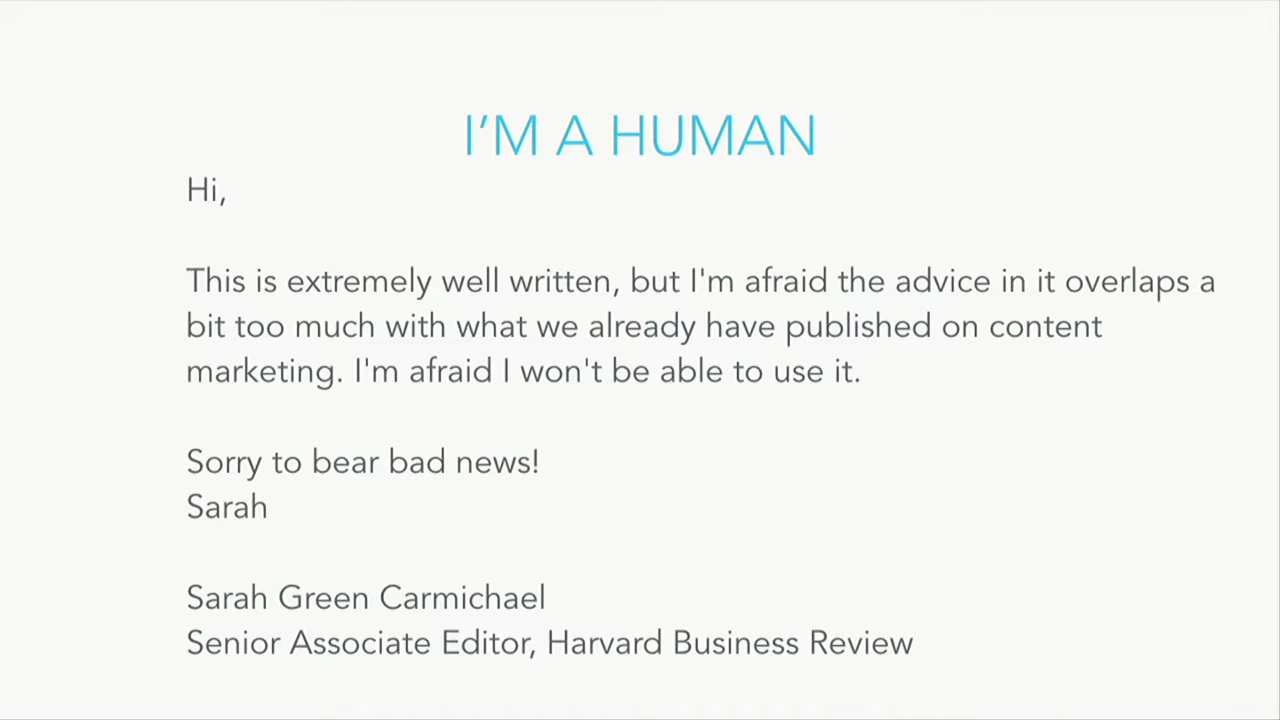 I’M A HUMAN
Hi,
This is extremely well written, but I'm afraid the advice in it overlaps a
bit too much with what we already have published on content
marketing. I'm afraid I won't be able to use it.
Sorry to bear bad news!
Sarah
Sarah Green Carmichael
Senior Associate Editor, Harvard Business Review